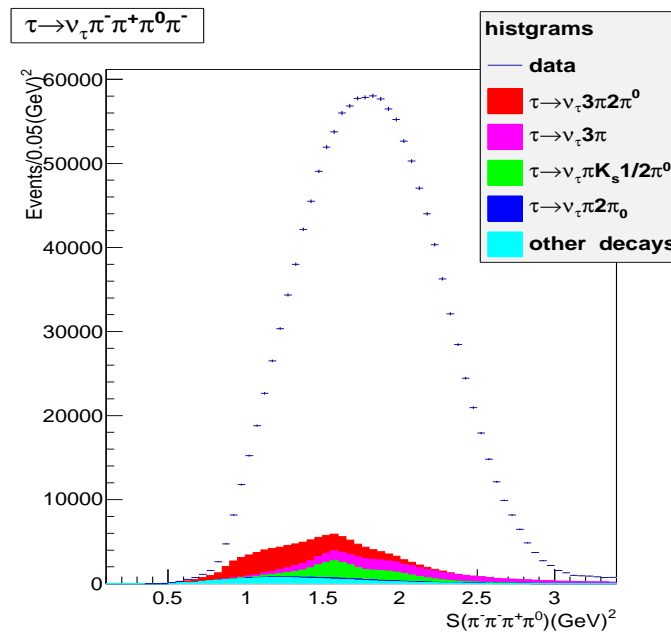 τ→ν_τπ⁻π⁺π⁰π⁻
histgrams
data
τ→ν_τ3π2π⁰
τ→ν_τ3π
τ→ν_τπK_s1/2π⁰
τ→ν_τπ2π₀
other decays
Events/0.05(GeV)²
60000
50000
40000
30000
20000
10000
0
0.5 1 1.5 2 2.5 3
S(π⁻π⁻π⁺π⁰)(GeV)²